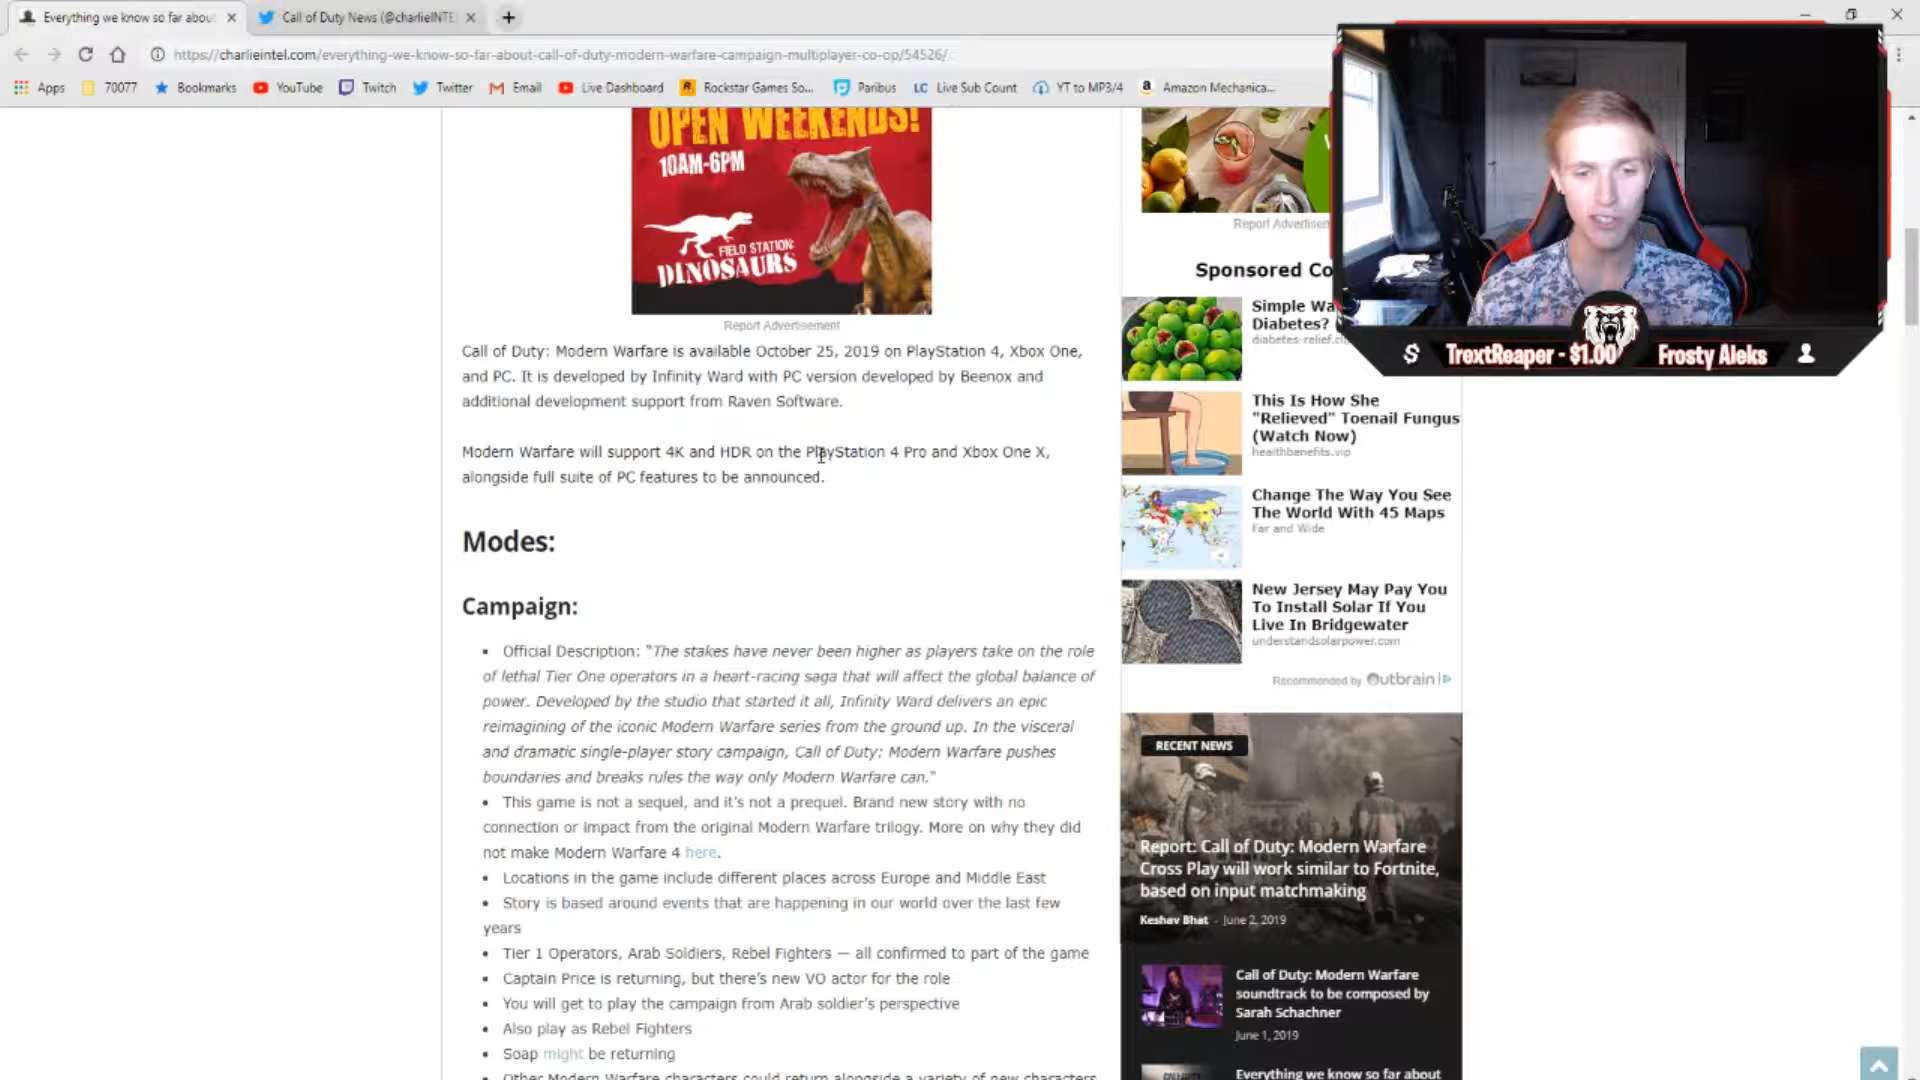 Everything we know so far abou
Call of Duty News (@charlieINTE
https://charlieintel.com/everything-we-know-so-far-about-call-of-duty-modern-warfare-campaign-multiplayer-co-op/54526/
Apps 70077 Bookmarks YouTube Twitch Twitter Email Live Dashboard Rockstar Games So... Paribus LC Live Sub Count YT to MP3/4 Amazon Mechanica...
OPEN WEEKENDS!
10AM-6PM
FIELD STATION:
DINOSAURS
Report Advertisement
Call of Duty: Modern Warfare is available October 25, 2019 on PlayStation 4, Xbox One,
and PC. It is developed by Infinity Ward with PC version developed by Beenox and
additional development support from Raven Software.
Modern Warfare will support 4K and HDR on the PlayStation 4 Pro and Xbox One X,
alongside full suite of PC features to be announced.
Modes:
Campaign:
• Official Description: "The stakes have never been higher as players take on the role
of lethal Tier One operators in a heart-racing saga that will affect the global balance of
power. Developed by the studio that started it all, Infinity Ward delivers an epic
reimagining of the iconic Modern Warfare series from the ground up. In the visceral
and dramatic single-player story campaign, Call of Duty: Modern Warfare pushes
boundaries and breaks rules the way only Modern Warfare can."
• This game is not a sequel, and it's not a prequel. Brand new story with no
connection or impact from the original Modern Warfare trilogy. More on why they did
not make Modern Warfare 4 here.
• Locations in the game include different places across Europe and Middle East
• Story is based around events that are happening in our world over the last few
years
• Tier 1 Operators, Arab Soldiers, Rebel Fighters — all confirmed to part of the game
• Captain Price is returning, but there's new VO actor for the role
• You will get to play the campaign from Arab soldier's perspective
• Also play as Rebel Fighters
• Soap might be returning
• Other Modern Warfare characters could return alongside a variety of new characters
Report Advertisemen
Sponsored Co
Simple Wa
Diabetes?
diabetes-relief.cl
This Is How She
"Relieved" Toenail Fungus
(Watch Now)
healthbenefits.vip
Change The Way You See
The World With 45 Maps
Far and Wide
New Jersey May Pay You
To Install Solar If You
Live In Bridgewater
understandsolarpower.com
Recommended by Outbrain
RECENT NEWS
Report: Call of Duty: Modern Warfare
Cross Play will work similar to Fortnite,
based on input matchmaking
Keshav Bhat - June 2, 2019
Call of Duty: Modern Warfare
soundtrack to be composed by
Sarah Schachner
June 1, 2019
Everything we know so far about
$ TrextReaper - $1.00 Frosty Aleks